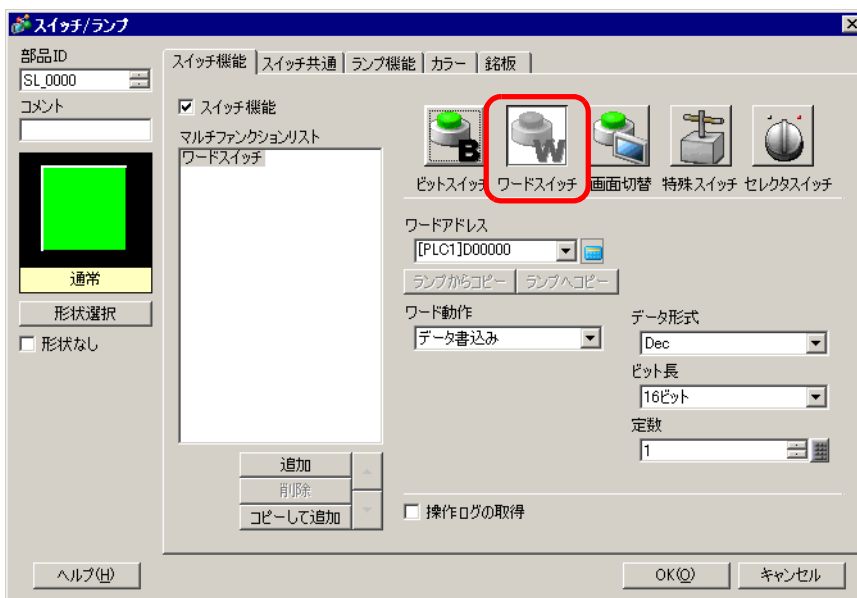 スイッチ/ランプ
部品ID
SL_0000
コメント
通常
形状選択
形状なし
スイッチ機能 スイッチ共通 ランプ機能 カラー 銘板
スイッチ機能
マルチファンクションリスト
ワードスイッチ
追加
削除
コピーして追加
B W
ビットスイッチ ワードスイッチ 画面切替 特殊スイッチ セレクタスイッチ
ワードアドレス
[PLC1]D00000
ランプからコピー ランプへコピー
ワード動作
データ書込み
データ形式
Dec
ビット長
16ビット
定数
1
操作ログの取得
ヘルプ(H) OK(O) キャンセル